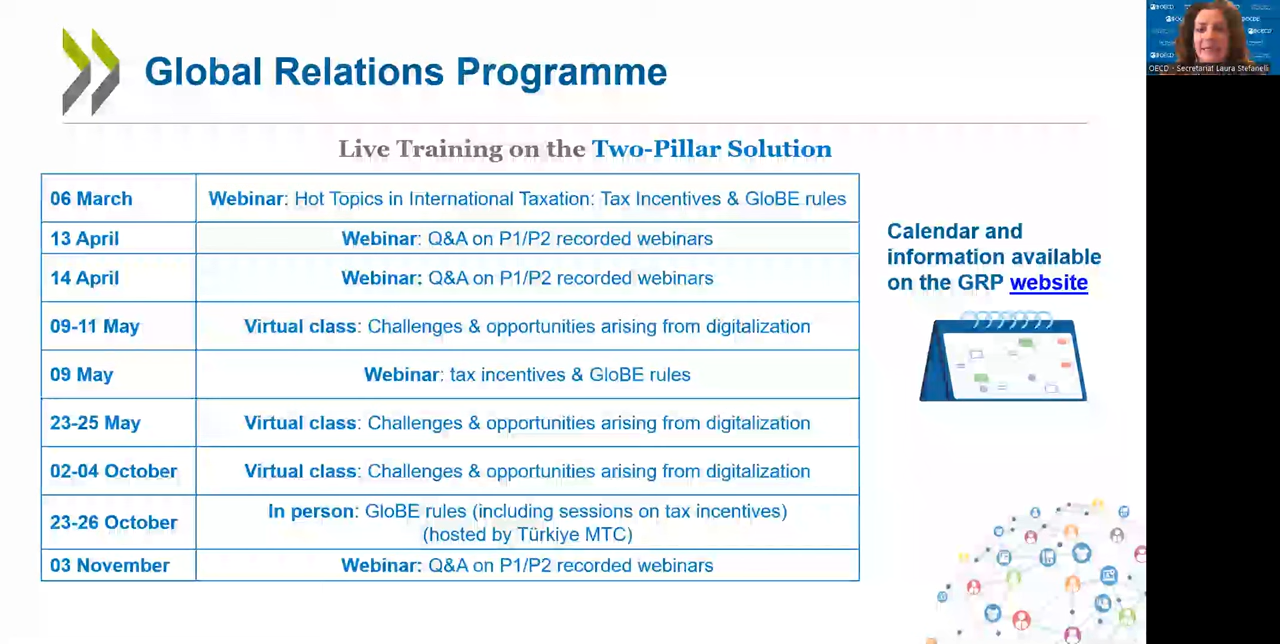 Global Relations Programme
Live Training on the Two-Pillar Solution
06 March
Webinar: Hot Topics in International Taxation: Tax Incentives & GloBE rules
13 April
Webinar: Q&A on P1/P2 recorded webinars
14 April
Webinar: Q&A on P1/P2 recorded webinars
09-11 May
Virtual class: Challenges & opportunities arising from digitalization
09 May
Webinar: tax incentives & GloBE rules
23-25 May
Virtual class: Challenges & opportunities arising from digitalization
02-04 October
Virtual class: Challenges & opportunities arising from digitalization
23-26 October
In person: GloBE rules (including sessions on tax incentives)
(hosted by Türkiye MTC)
03 November
Webinar: Q&A on P1/P2 recorded webinars
Calendar and
information available
on the GRP website
OECD - Secretariat Laura Stefanelli